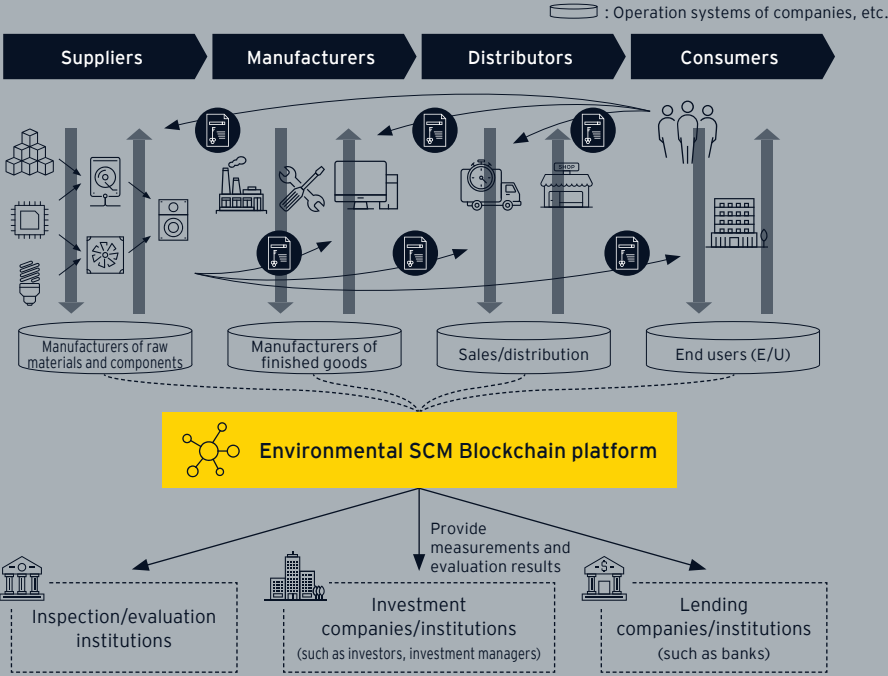 : Operation systems of companies, etc.
Suppliers
Manufacturers
Distributors
Consumers
SHOP
Manufacturers of raw
materials and components
Manufacturers of
finished goods
Sales/distribution
End users (E/U)
Environmental SCM Blockchain platform
Provide
measurements and
evaluation results
Inspection/evaluation
institutions
Investment
companies/institutions
(such as investors, investment managers)
-$-
Lending
companies/institutions
(such as banks)